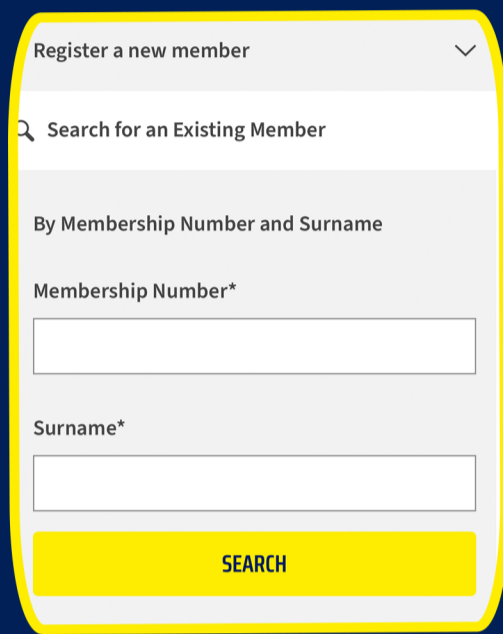 Register a new member
Search for an Existing Member
By Membership Number and Surname
Membership Number*
Surname*
SEARCH